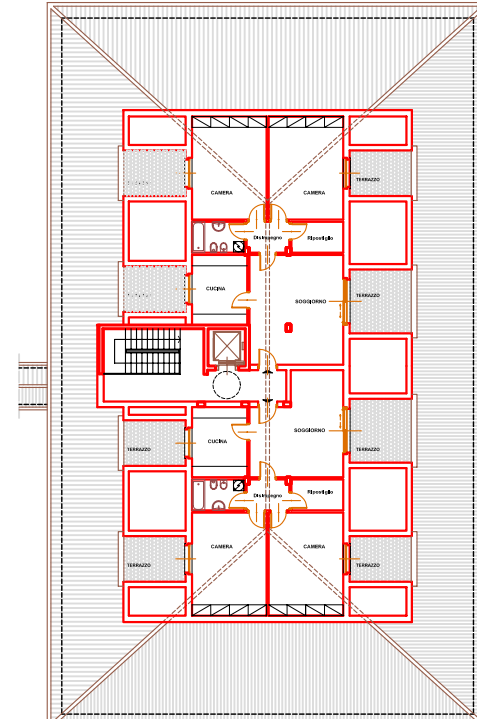 TERRAZZO
CAMERA
CAMERA
Disimpegno
Ripostiglio
CUCINA
SOGGIORNO
TERRAZZO
CUCINA
SOGGIORNO
TERRAZZO
TERRAZZO
Disimpegno
Ripostiglio
CAMERA
CAMERA
TERRAZZO
TERRAZZO